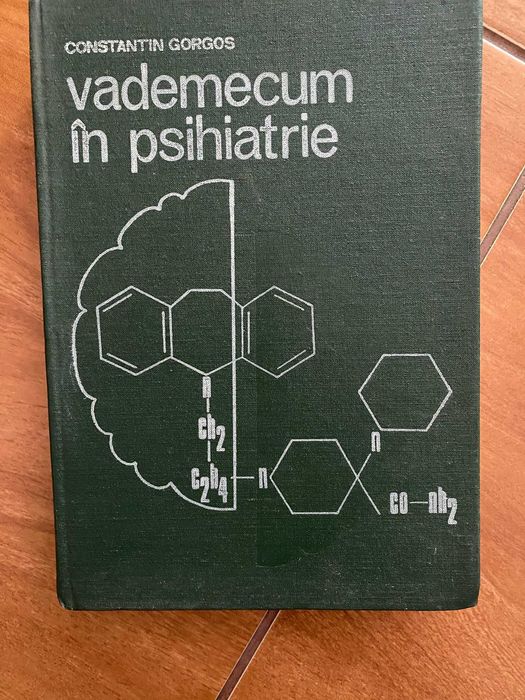 CONSTANTIN GORGOS
vademecum
în psihiatrie
n
ch2
c2h4
n
n
co-nh2